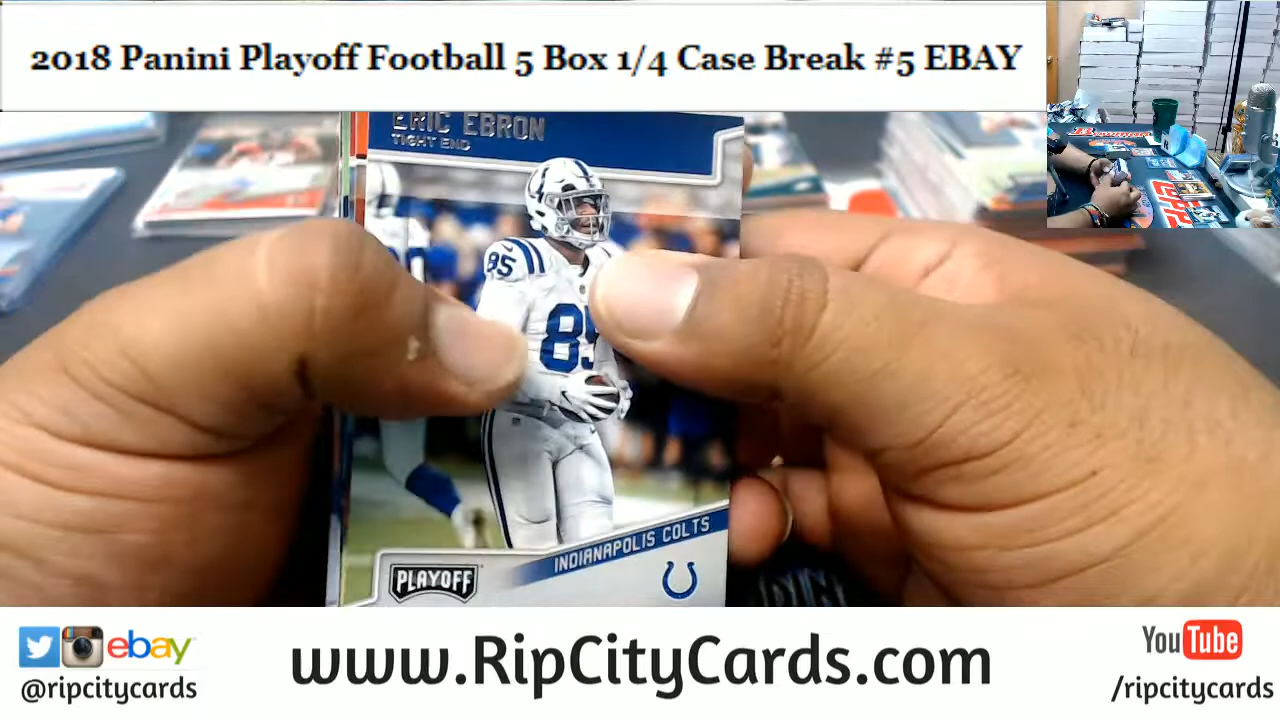 2018 Panini Playoff Football 5 Box 1/4 Case Break #5 EBAY
ERIC EBRON
TIGHT END
85
85
INDIANAPOLIS COLTS
PLAYOFF
ebay
www.RipCityCards.com
YouTube
@ripcitycards
/ripcitycards